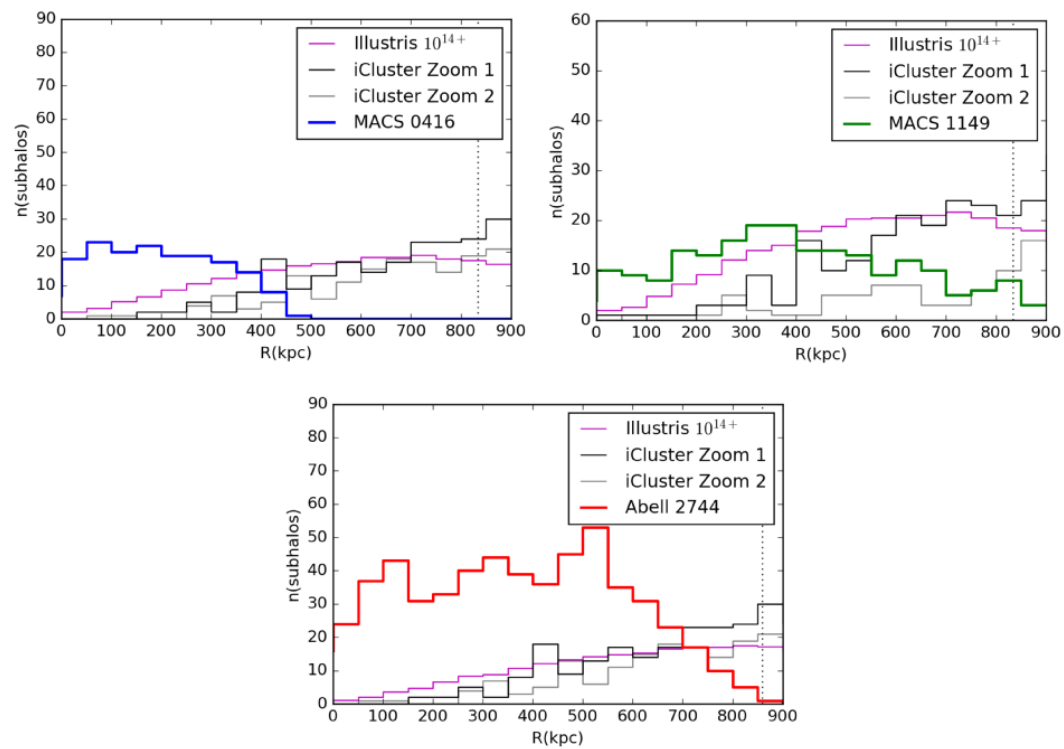 90
80
70
60
50
40
30
20
10
0
n(subhalos)
Illustris 10^{14+}
iCluster Zoom 1
iCluster Zoom 2
MACS 0416
0 100 200 300 400 500 600 700 800 900
R(kpc)
60
50
40
30
20
10
0
n(subhalos)
Illustris 10^{14+}
iCluster Zoom 1
iCluster Zoom 2
MACS 1149
0 100 200 300 400 500 600 700 800 900
R(kpc)
90
80
70
60
50
40
30
20
10
0
n(subhalos)
Illustris 10^{14+}
iCluster Zoom 1
iCluster Zoom 2
Abell 2744
0 100 200 300 400 500 600 700 800 900
R(kpc)